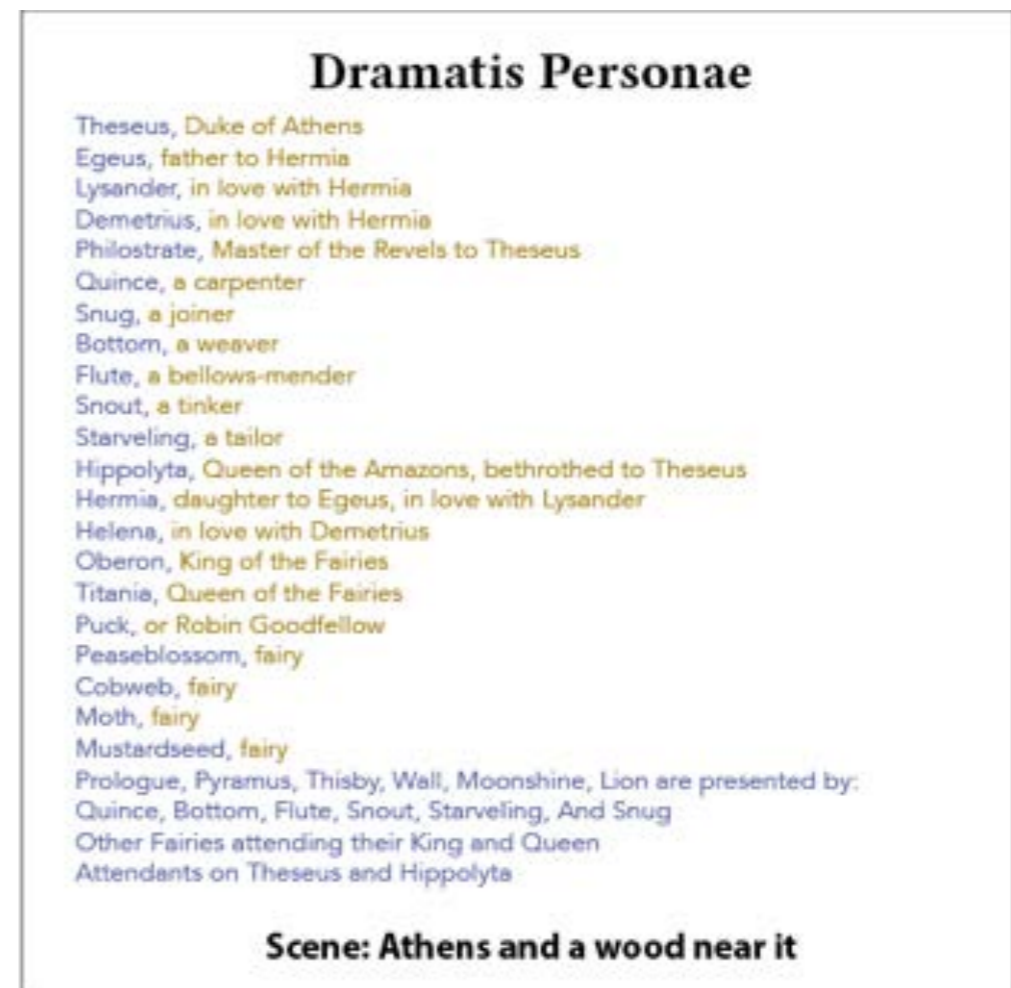 Dramatis Personae
Theseus, Duke of Athens
Egeus, father to Hermia
Lysander, in love with Hermia
Demetrius, in love with Hermia
Philostrate, Master of the Revels to Theseus
Quince, a carpenter
Snug, a joiner
Bottom, a weaver
Flute, a bellows-mender
Snout, a tinker
Starveling, a tailor
Hippolyta, Queen of the Amazons, bethrothed to Theseus
Hermia, daughter to Egeus, in love with Lysander
Helena, in love with Demetrius
Oberon, King of the Fairies
Titania, Queen of the Fairies
Puck, or Robin Goodfellow
Peaseblossom, fairy
Cobweb, fairy
Moth, fairy
Mustardseed, fairy
Prologue, Pyramus, Thisby, Wall, Moonshine, Lion are presented by:
Quince, Bottom, Flute, Snout, Starveling, And Snug
Other Fairies attending their King and Queen
Attendants on Theseus and Hippolyta
Scene: Athens and a wood near it